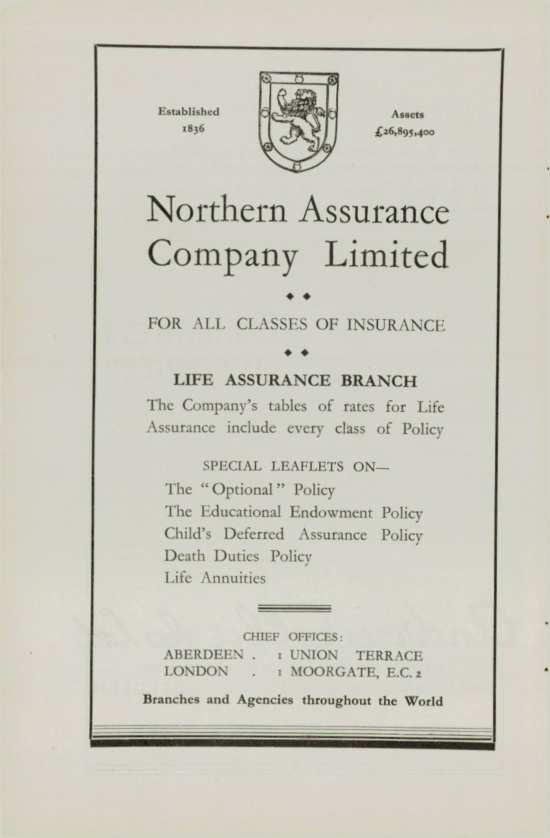 Established
1836
Assets
£26,895,400
Northern Assurance
Company Limited
FOR ALL CLASSES OF INSURANCE
LIFE ASSURANCE BRANCH
The Company's tables of rates for Life
Assurance include every class of Policy
SPECIAL LEAFLETS ON—
The "Optional" Policy
The Educational Endowment Policy
Child's Deferred Assurance Policy
Death Duties Policy
Life Annuities
CHIEF OFFICES:
ABERDEEN . 1 UNION TERRACE
LONDON . 1 MOORGATE, E.C. 2
Branches and Agencies throughout the World